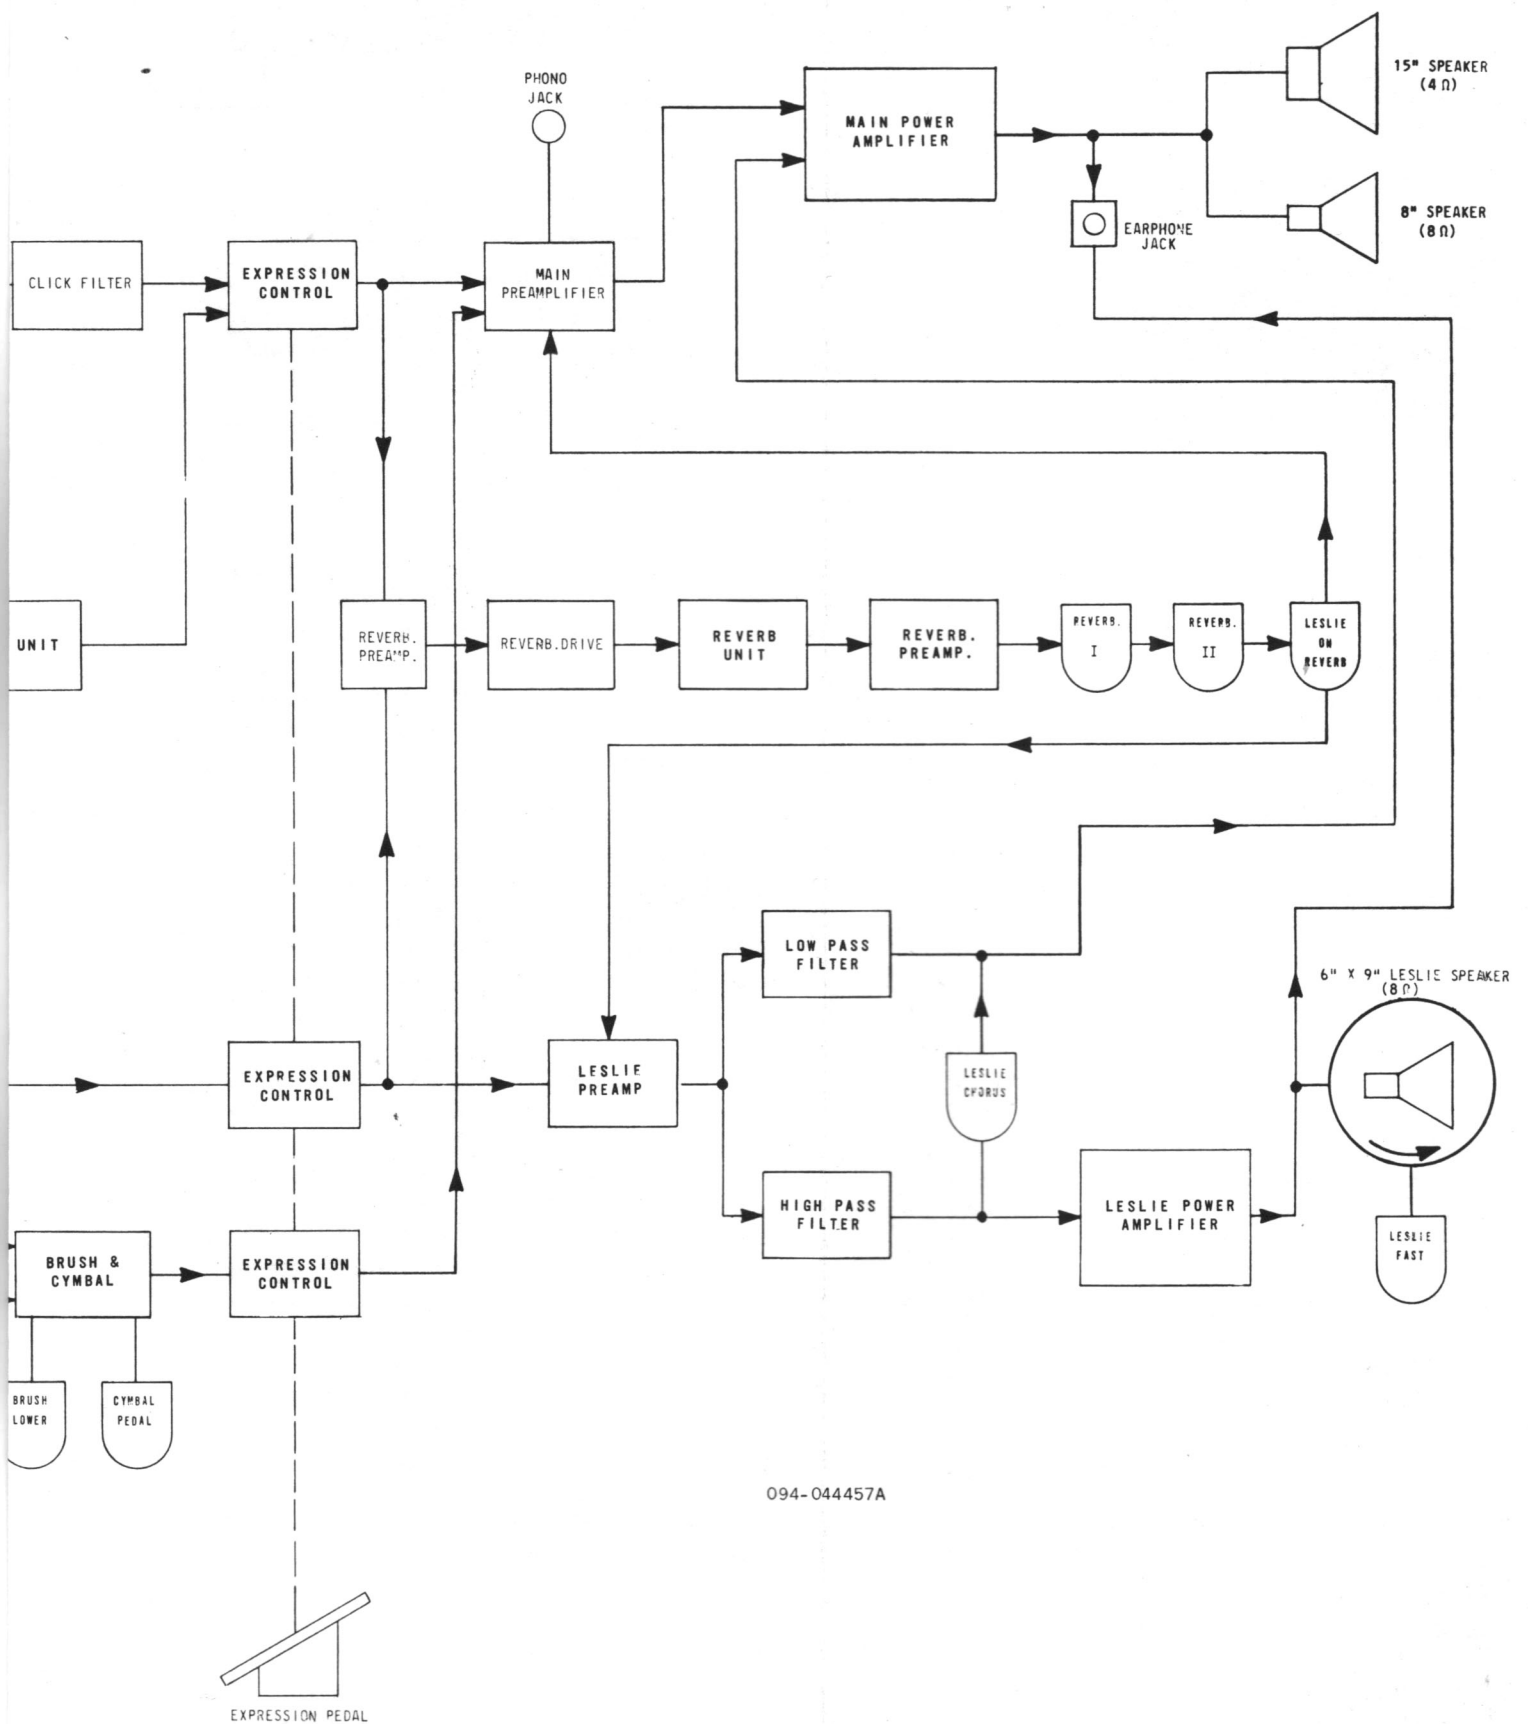 PHONO
JACK
MAIN POWER
AMPLIFIER
15" SPEAKER
(4Ω)
8" SPEAKER
(8Ω)
EARPHONE
JACK
CLICK FILTER
EXPRESSION
CONTROL
MAIN
PREAMPLIFIER
UNIT
REVERB.
PREAMP.
REVERB.DRIVE
REVERB
UNIT
REVERB.
PREAMP.
REVERB.
I
REVERB.
II
LESLIE
ON
REVERB
LOW PASS
FILTER
6" X 9" LESLIE SPEAKER
(8Ω)
EXPRESSION
CONTROL
LESLIE
PREAMP
LESLIE
CHORUS
HIGH PASS
FILTER
LESLIE POWER
AMPLIFIER
LESLIE
FAST
BRUSH &
CYMBAL
EXPRESSION
CONTROL
BRUSH
LOWER
CYMBAL
PEDAL
094-044457A
EXPRESSION PEDAL